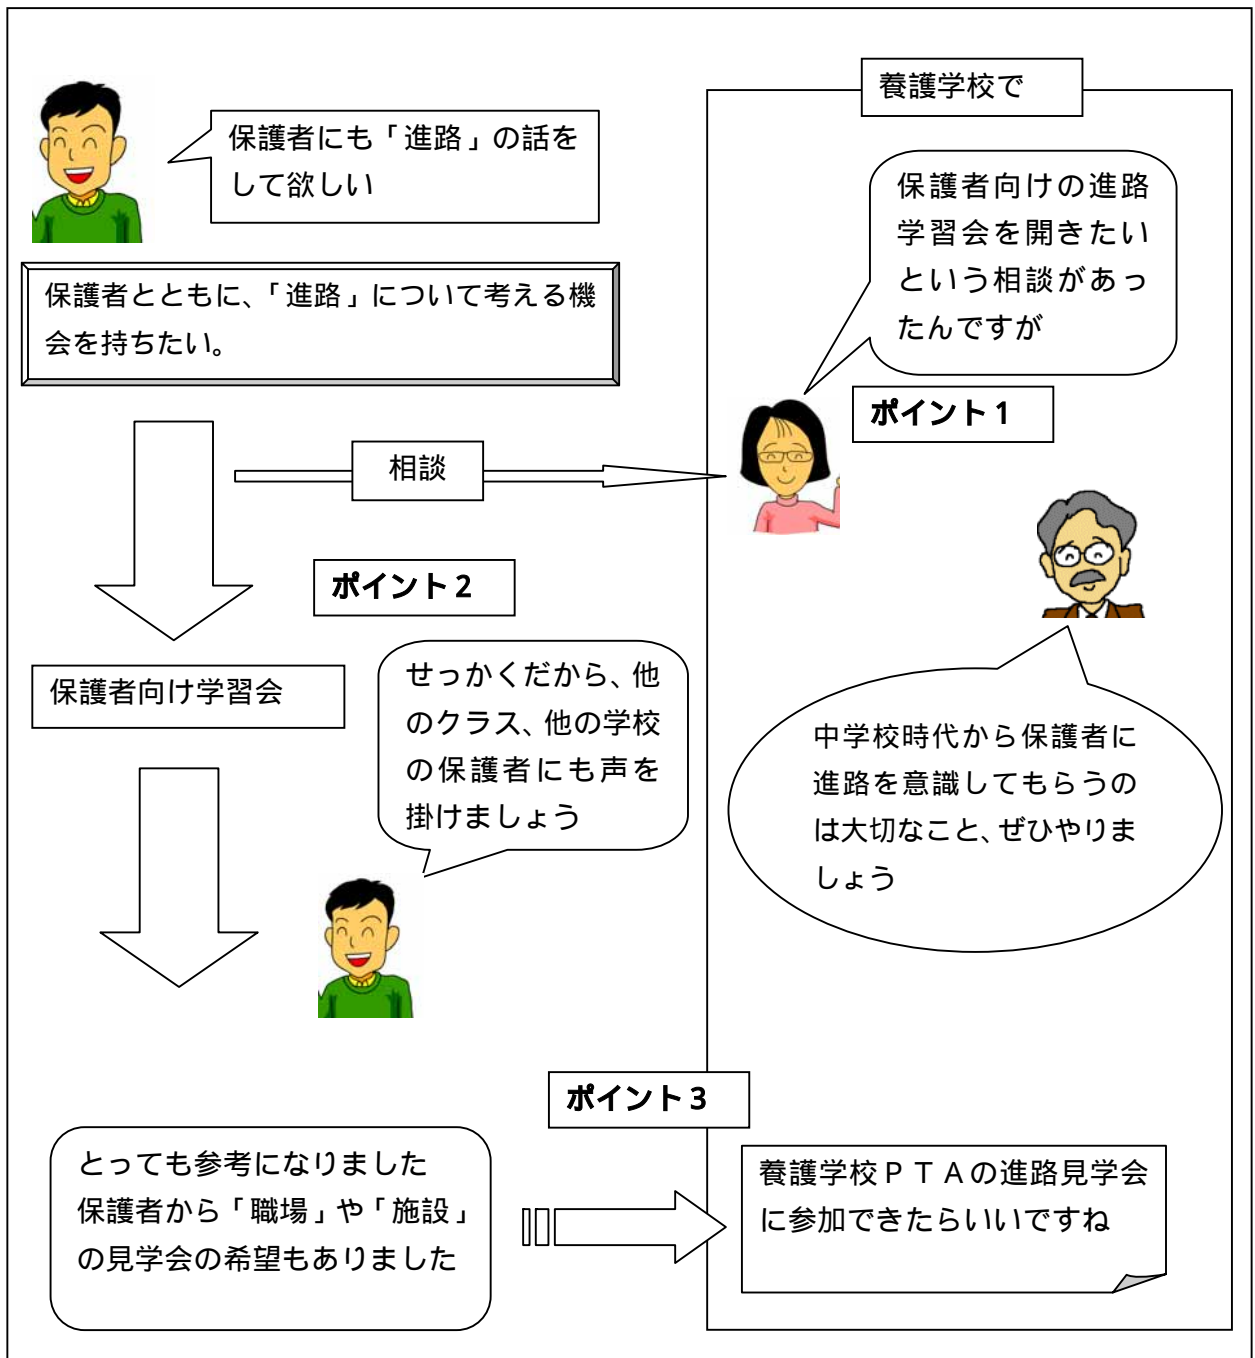 保護者にも「進路」の話を
して欲しい
保護者とともに、「進路」について考える機
会を持ちたい。
養護学校で
保護者向けの進路
学習会を開きたい
という相談があっ
たんですが
ポイント1
相談
ポイント2
保護者向け学習会
せっかくだから、他
のクラス、他の学校
の保護者にも声を
掛けましょう
中学校時代から保護者に
進路を意識してもらうの
は大切なこと、ぜひやりま
しょう
ポイント3
とっても参考になりました
保護者から「職場」や「施設」
の見学会の希望もありました
養護学校PTAの進路見学会
に参加できたらいいですね